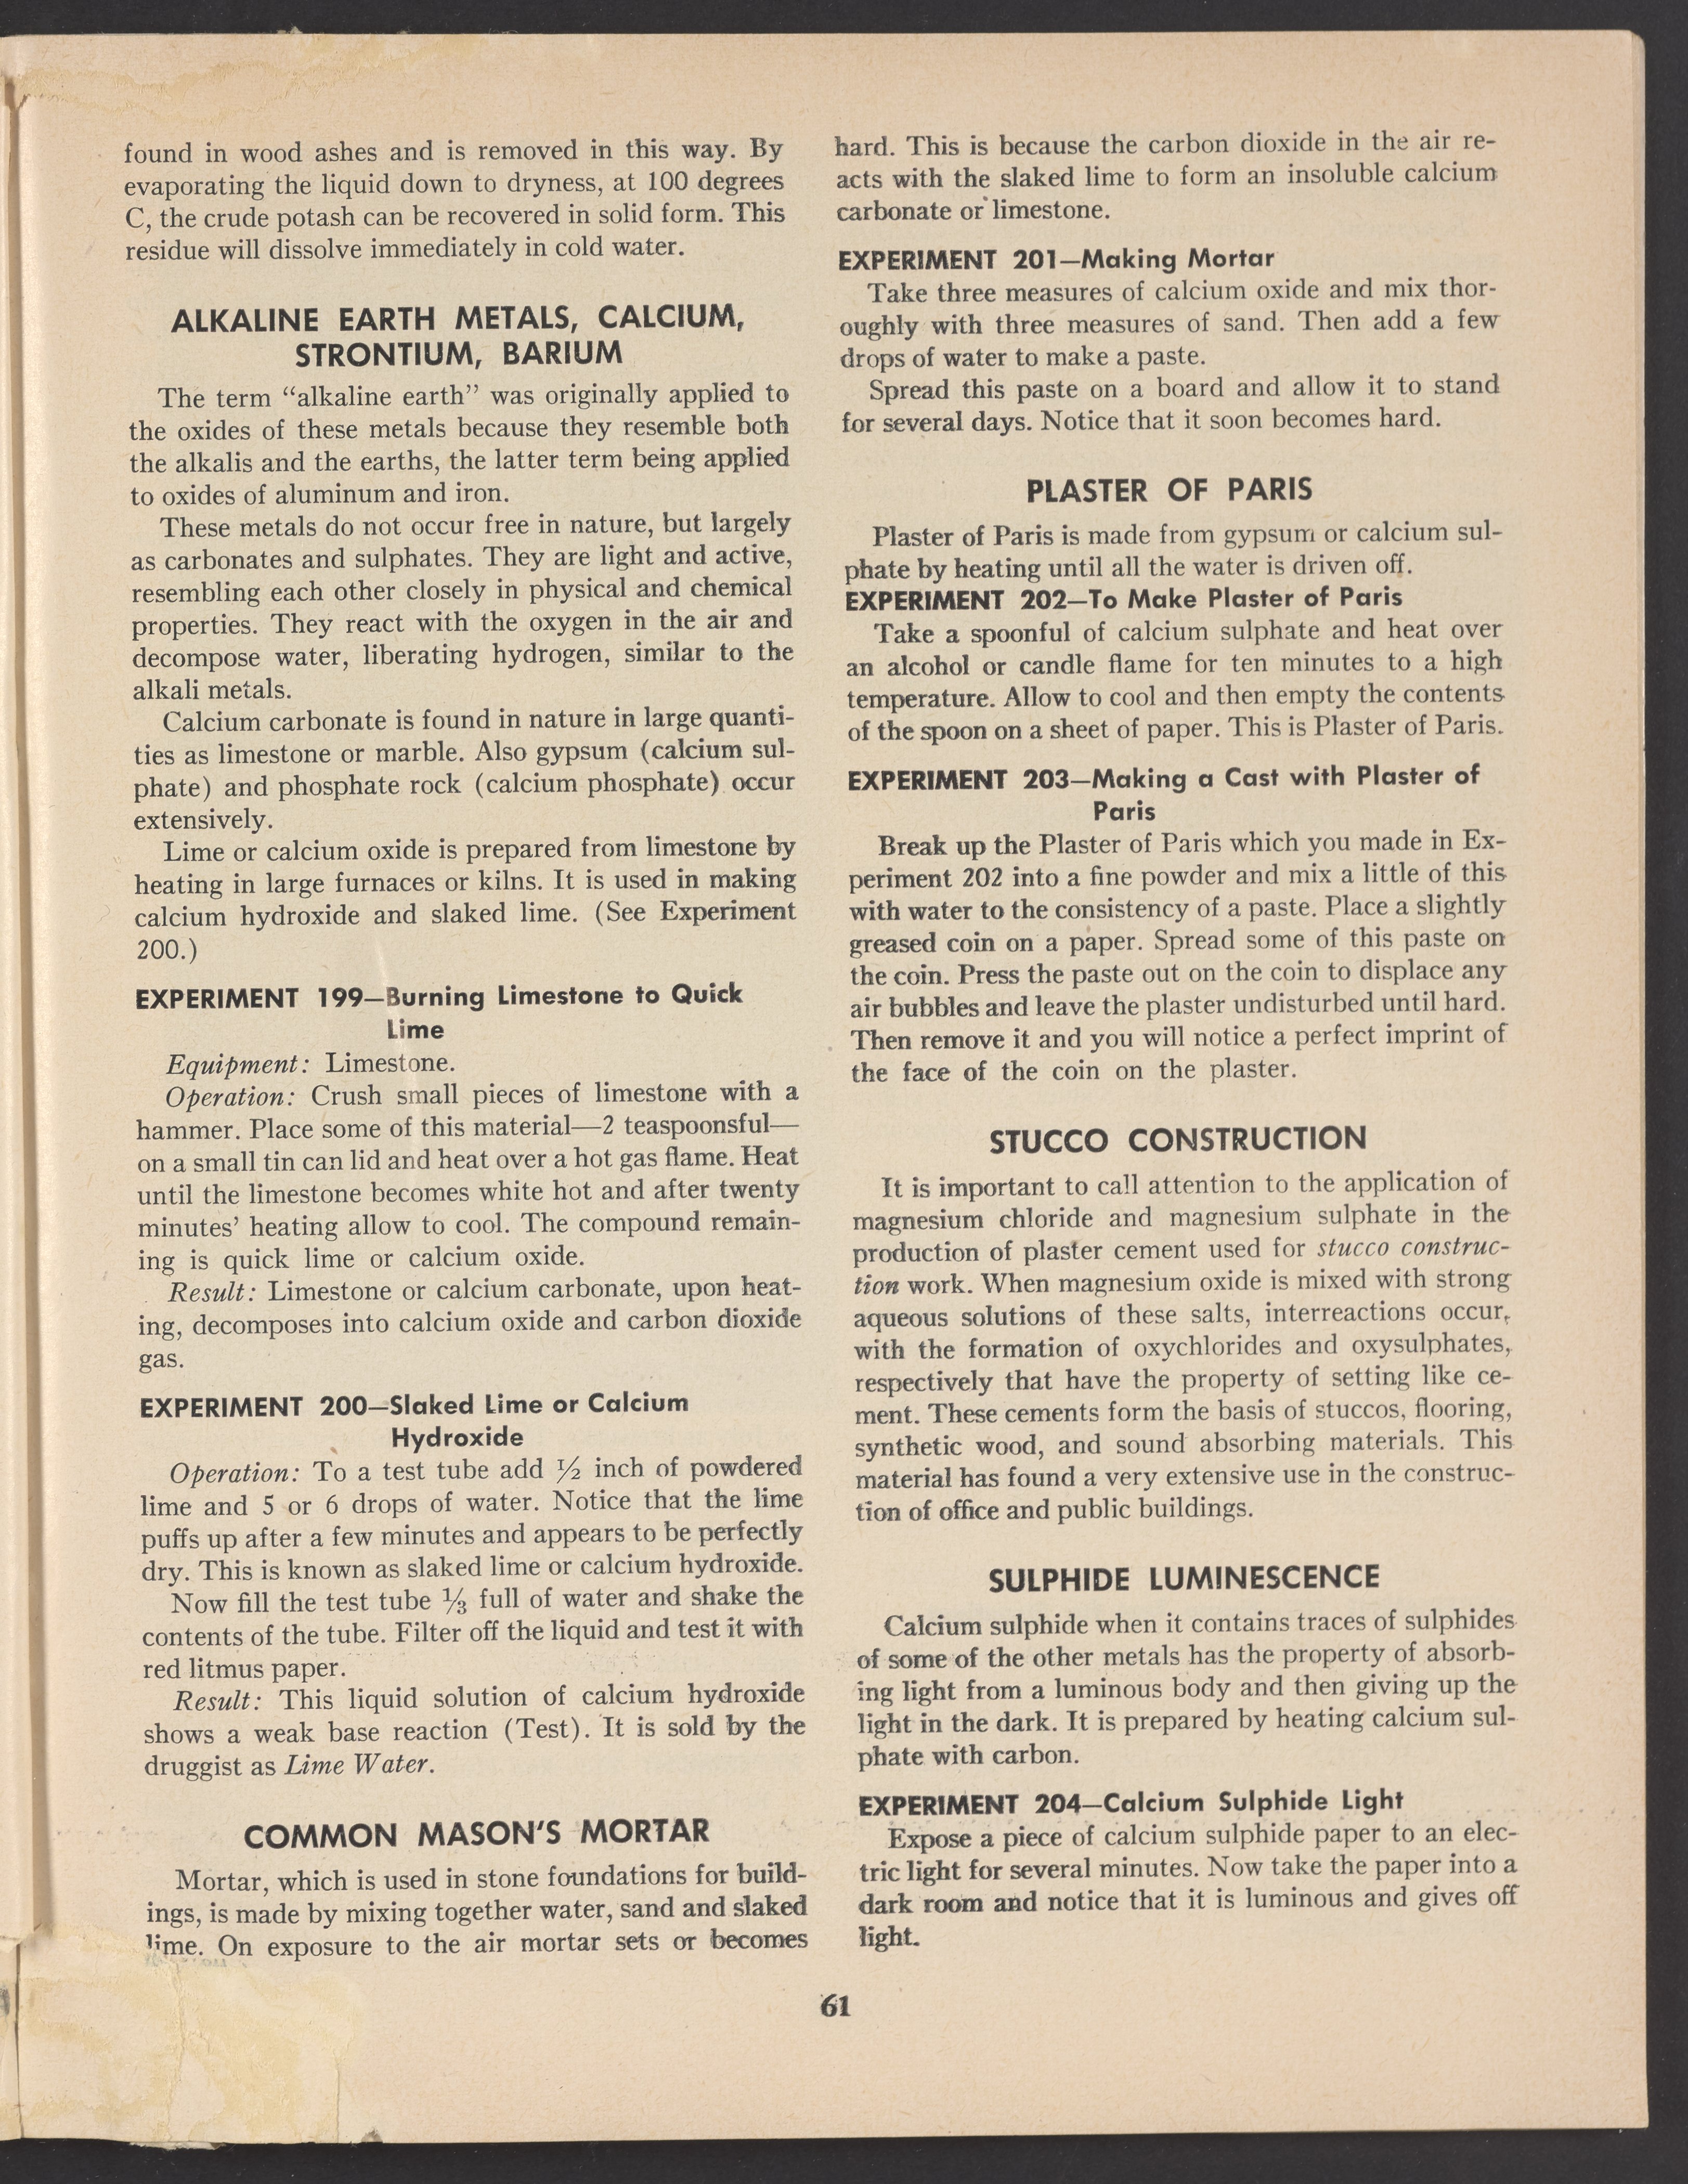 found in wood ashes and is removed in this way. By
evaporating the liquid down to dryness, at 100 degrees
C, the crude potash can be recovered in solid form. This
residue will dissolve immediately in cold water.
ALKALINE EARTH METALS, CALCIUM,
STRONTIUM, BARIUM
The term “alkaline earth” was originally applied to
the oxides of these metals because they resemble both
the alkalis and the earths, the latter term being applied
to oxides of aluminum and iron.
These metals do not occur free in nature, but largely
as carbonates and sulphates. They are light and active,
resembling each other closely in physical and chemical
properties. They react with the oxygen in the air and
decompose water, liberating hydrogen, similar to the
alkali metals.
Calcium carbonate is found in nature in large quanti-
ties as limestone or marble. Also gypsum (calcium sul-
phate) and phosphate rock (calcium phosphate) occur
extensively.
Lime or calcium oxide is prepared from limestone by
heating in large furnaces or kilns. It is used in making
calcium hydroxide and slaked lime. (See Experiment
200.)
EXPERIMENT 199—Burning Limestone to Quick
Lime
Equipment: Limestone.
Operation: Crush small pieces of limestone with a
hammer. Place some of this material—2 teaspoonsful—
on a small tin can lid and heat over a hot gas flame. Heat
until the limestone becomes white hot and after twenty
minutes’ heating allow to cool. The compound remain-
ing is quick lime or calcium oxide.
Result: Limestone or calcium carbonate, upon heat-
ing, decomposes into calcium oxide and carbon dioxide
gas.
EXPERIMENT 200—Slaked Lime or Calcium
Hydroxide
Operation: To a test tube add ½ inch of powdered
lime and 5 or 6 drops of water. Notice that the lime
puffs up after a few minutes and appears to be perfectly
dry. This is known as slaked lime or calcium hydroxide.
Now fill the test tube ⅓ full of water and shake the
contents of the tube. Filter off the liquid and test it with
red litmus paper.
Result: This liquid solution of calcium hydroxide
shows a weak base reaction (Test). It is sold by the
druggist as Lime Water.
COMMON MASON’S MORTAR
Mortar, which is used in stone foundations for build-
ings, is made by mixing together water, sand and slaked
lime. On exposure to the air mortar sets or becomes
hard. This is because the carbon dioxide in the air re-
acts with the slaked lime to form an insoluble calcium
carbonate or limestone.
EXPERIMENT 201—Making Mortar
Take three measures of calcium oxide and mix thor-
oughly with three measures of sand. Then add a few
drops of water to make a paste.
Spread this paste on a board and allow it to stand
for several days. Notice that it soon becomes hard.
PLASTER OF PARIS
Plaster of Paris is made from gypsum or calcium sul-
phate by heating until all the water is driven off.
EXPERIMENT 202—To Make Plaster of Paris
Take a spoonful of calcium sulphate and heat over
an alcohol or candle flame for ten minutes to a high
temperature. Allow to cool and then empty the contents
of the spoon on a sheet of paper. This is Plaster of Paris.
EXPERIMENT 203—Making a Cast with Plaster of
Paris
Break up the Plaster of Paris which you made in Ex-
periment 202 into a fine powder and mix a little of this
with water to the consistency of a paste. Place a slightly
greased coin on a paper. Spread some of this paste on
the coin. Press the paste out on the coin to displace any
air bubbles and leave the plaster undisturbed until hard.
Then remove it and you will notice a perfect imprint of
the face of the coin on the plaster.
STUCCO CONSTRUCTION
It is important to call attention to the application of
magnesium chloride and magnesium sulphate in the
production of plaster cement used for stucco construc-
tion work. When magnesium oxide is mixed with strong
aqueous solutions of these salts, interreactions occur,
with the formation of oxychlorides and oxysulphates,
respectively that have the property of setting like ce-
ment. These cements form the basis of stuccos, flooring,
synthetic wood, and sound absorbing materials. This
material has found a very extensive use in the construc-
tion of office and public buildings.
SULPHIDE LUMINESCENCE
Calcium sulphide when it contains traces of sulphides
of some of the other metals has the property of absorb-
ing light from a luminous body and then giving up the
light in the dark. It is prepared by heating calcium sul-
phate with carbon.
EXPERIMENT 204—Calcium Sulphide Light
Expose a piece of calcium sulphide paper to an elec-
tric light for several minutes. Now take the paper into a
dark room and notice that it is luminous and gives off
light.
61